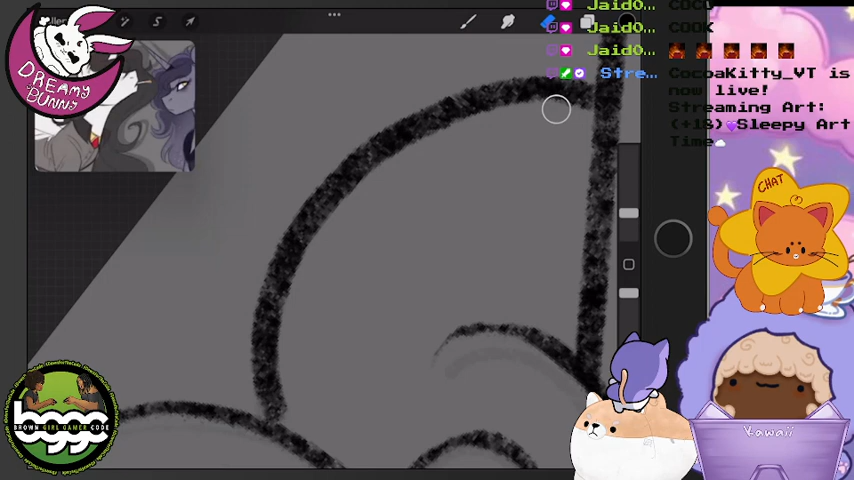 DREAMY
BUNNY
JaidO...
COCO
JaidO...
COOK
JaidO...
Stre...
CocoaKitty_VT is
now live!
Streaming Art:
(+18)💜Sleepy Art
Time☁
CHAT
bggc
BROWN GIRL GAMER CODE
Kawaii